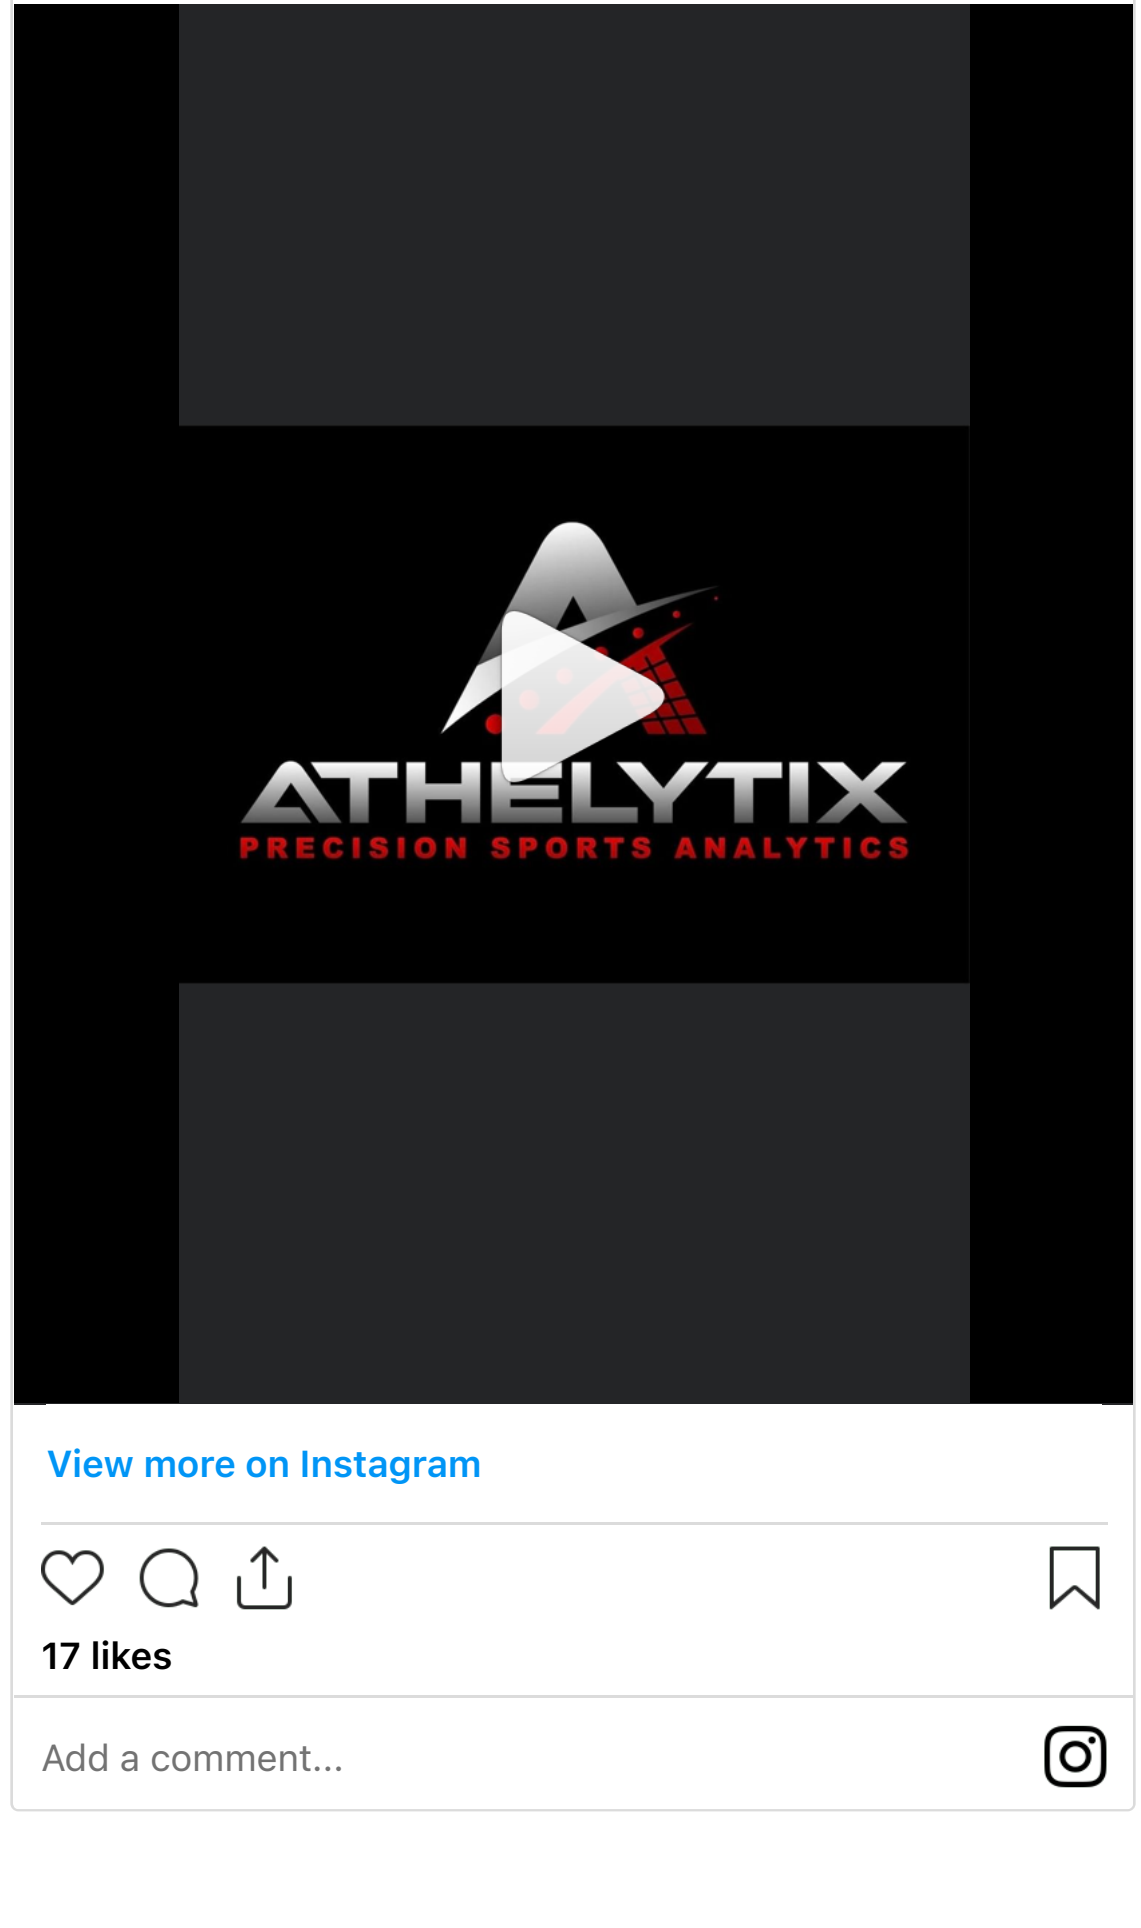 ATHELYTIX
PRECISION SPORTS ANALYTICS
View more on Instagram
17 likes
Add a comment...